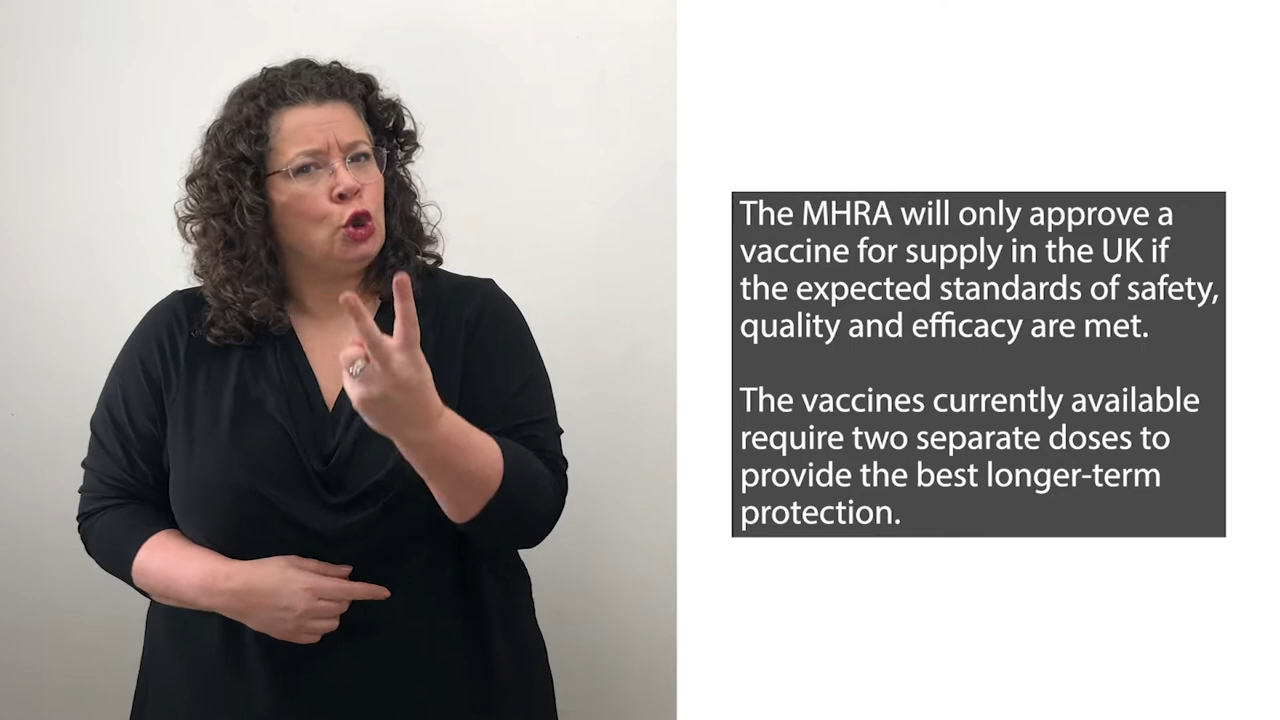 The MHRA will only approve a
vaccine for supply in the UK if
the expected standards of safety,
quality and efficacy are met.
The vaccines currently available
require two separate doses to
provide the best longer-term
protection.